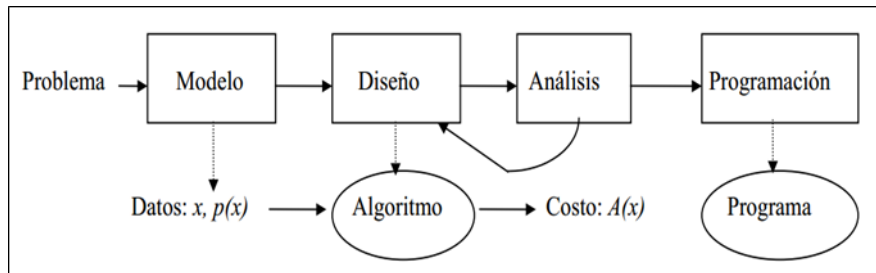 Problema Modelo Diseño Análisis Programación
Datos: x, p(x) Algoritmo Costo: A(x) Programa